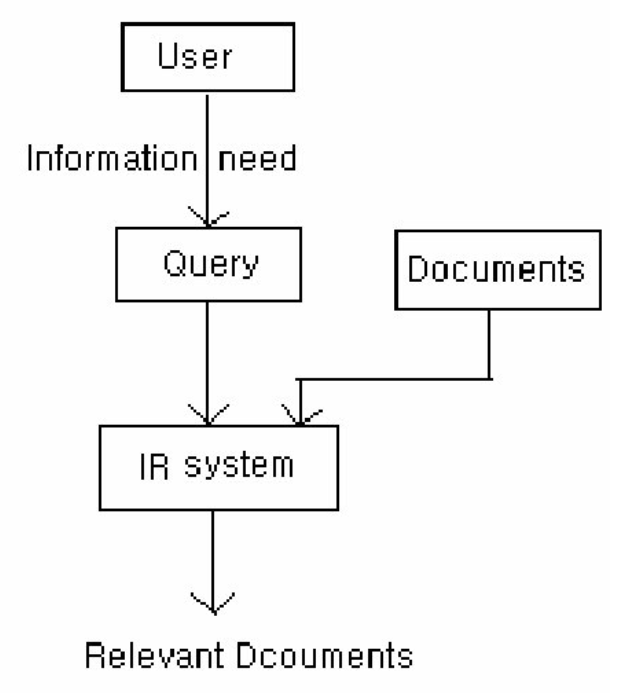 User
Information need
Query
Documents
IR system
Relevant Dcouments